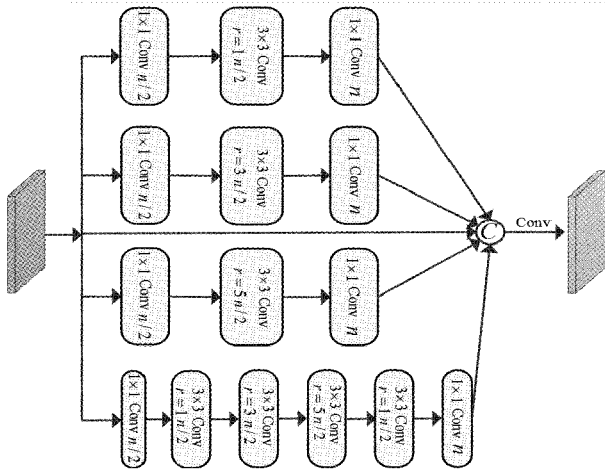 1×1 Conv n/2
3×3 Conv
r=1 n/2
1×1 Conv n
1×1 Conv n/2
3×3 Conv
r=3 n/2
1×1 Conv n
C
Conv
1×1 Conv n/2
3×3 Conv
r=5 n/2
1×1 Conv n
1×1 Conv n/2
3×3 Conv
r=1 n/2
3×3 Conv
r=3 n/2
3×3 Conv
r=5 n/2
3×3 Conv
r=1 n/2
1×1 Conv n